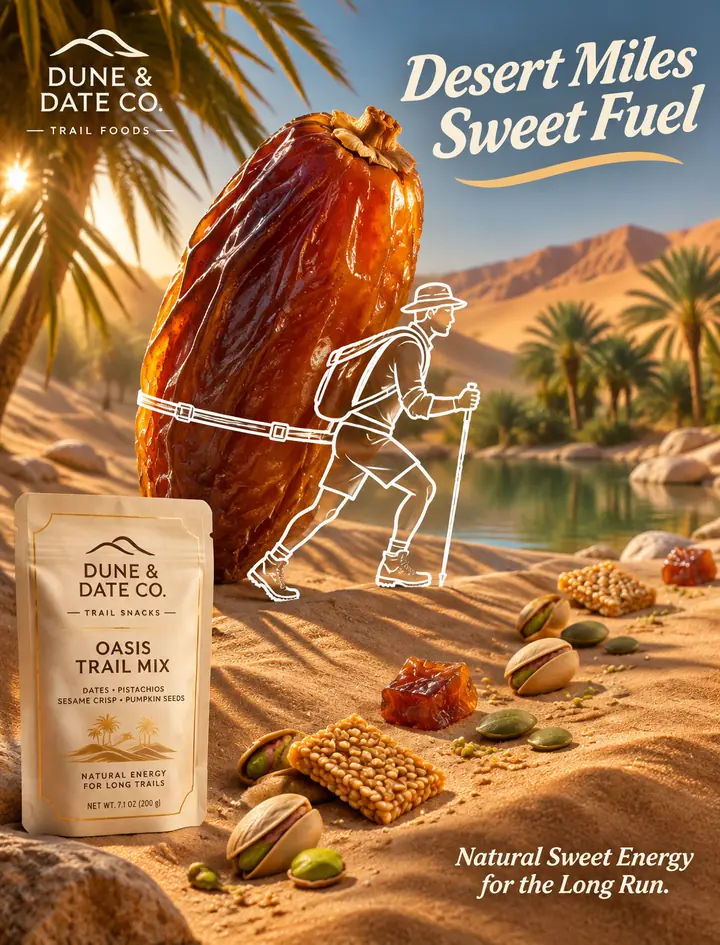 DUNE &
DATE CO.
TRAIL FOODS
Desert Miles
Sweet Fuel
DUNE &
DATE CO.
TRAIL SNACKS
OASIS
TRAIL MIX
DATES • PISTACHIOS
SESAME CRISP • PUMPKIN SEEDS
NATURAL ENERGY
FOR LONG TRAILS
NET WT. 7.1 OZ (200 g)
Natural Sweet Energy
for the Long Run.